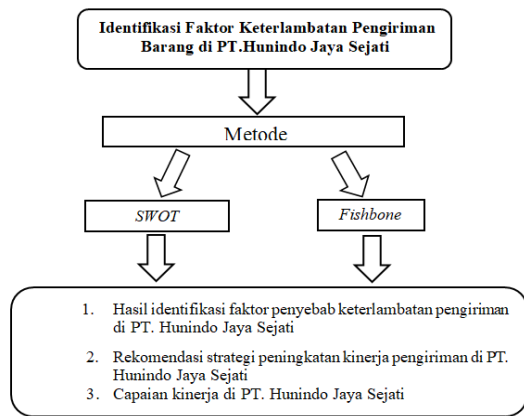 Identifikasi Faktor Keterlambatan Pengiriman
Barang di PT.Hunindo Jaya Sejati
Metode
SWOT
Fishbone
1. Hasil identifikasi faktor penyebab keterlambatan pengiriman
di PT. Hunindo Jaya Sejati
2. Rekomendasi strategi peningkatan kinerja pengiriman di PT.
Hunindo Jaya Sejati
3. Capaian kinerja di PT. Hunindo Jaya Sejati